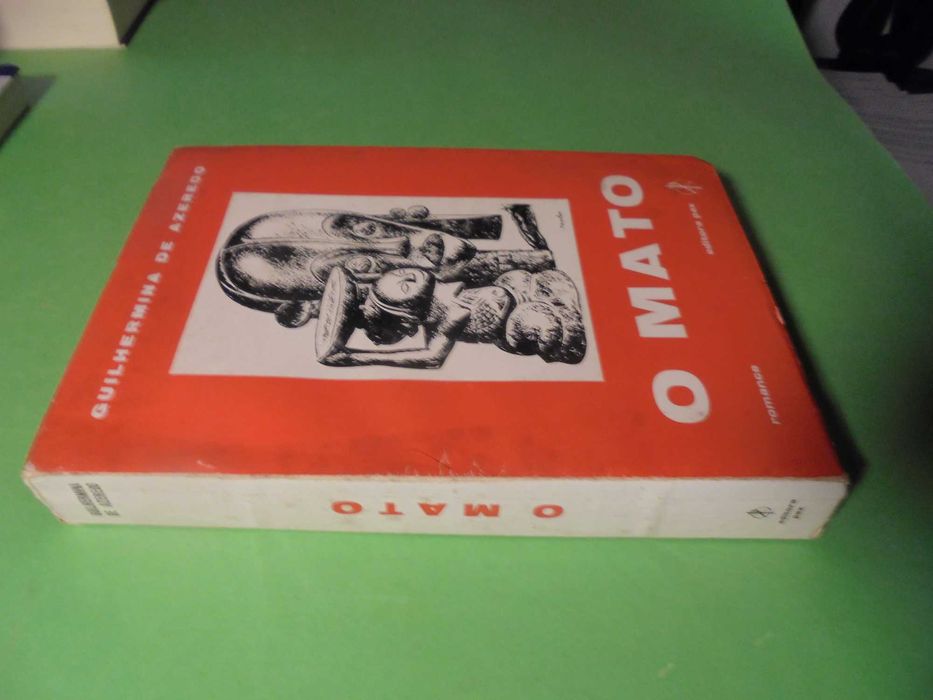 GUILHERMINA DE AZEREDO
O MATO
romance
editora pax
GUILHERMINA
DE AZEREDO
O MATO
editora
pax